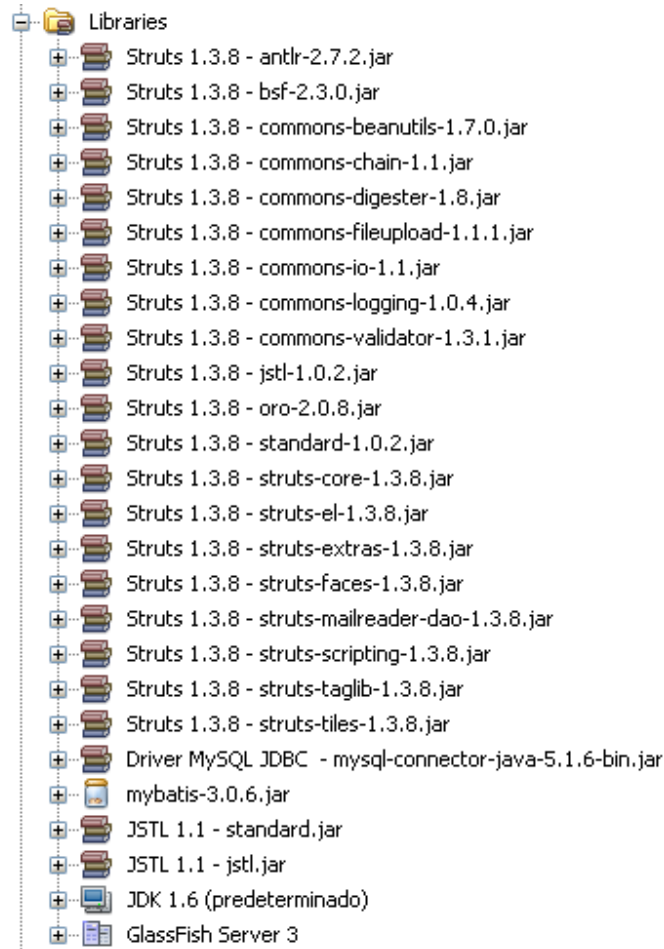 Libraries
Struts 1.3.8 - antlr-2.7.2.jar
Struts 1.3.8 - bsf-2.3.0.jar
Struts 1.3.8 - commons-beanutils-1.7.0.jar
Struts 1.3.8 - commons-chain-1.1.jar
Struts 1.3.8 - commons-digester-1.8.jar
Struts 1.3.8 - commons-fileupload-1.1.1.jar
Struts 1.3.8 - commons-io-1.1.jar
Struts 1.3.8 - commons-logging-1.0.4.jar
Struts 1.3.8 - commons-validator-1.3.1.jar
Struts 1.3.8 - jstl-1.0.2.jar
Struts 1.3.8 - oro-2.0.8.jar
Struts 1.3.8 - standard-1.0.2.jar
Struts 1.3.8 - struts-core-1.3.8.jar
Struts 1.3.8 - struts-el-1.3.8.jar
Struts 1.3.8 - struts-extras-1.3.8.jar
Struts 1.3.8 - struts-faces-1.3.8.jar
Struts 1.3.8 - struts-mailreader-dao-1.3.8.jar
Struts 1.3.8 - struts-scripting-1.3.8.jar
Struts 1.3.8 - struts-taglib-1.3.8.jar
Struts 1.3.8 - struts-tiles-1.3.8.jar
Driver MySQL JDBC  - mysql-connector-java-5.1.6-bin.jar
mybatis-3.0.6.jar
JSTL 1.1 - standard.jar
JSTL 1.1 - jstl.jar
JDK 1.6 (predeterminado)
GlassFish Server 3